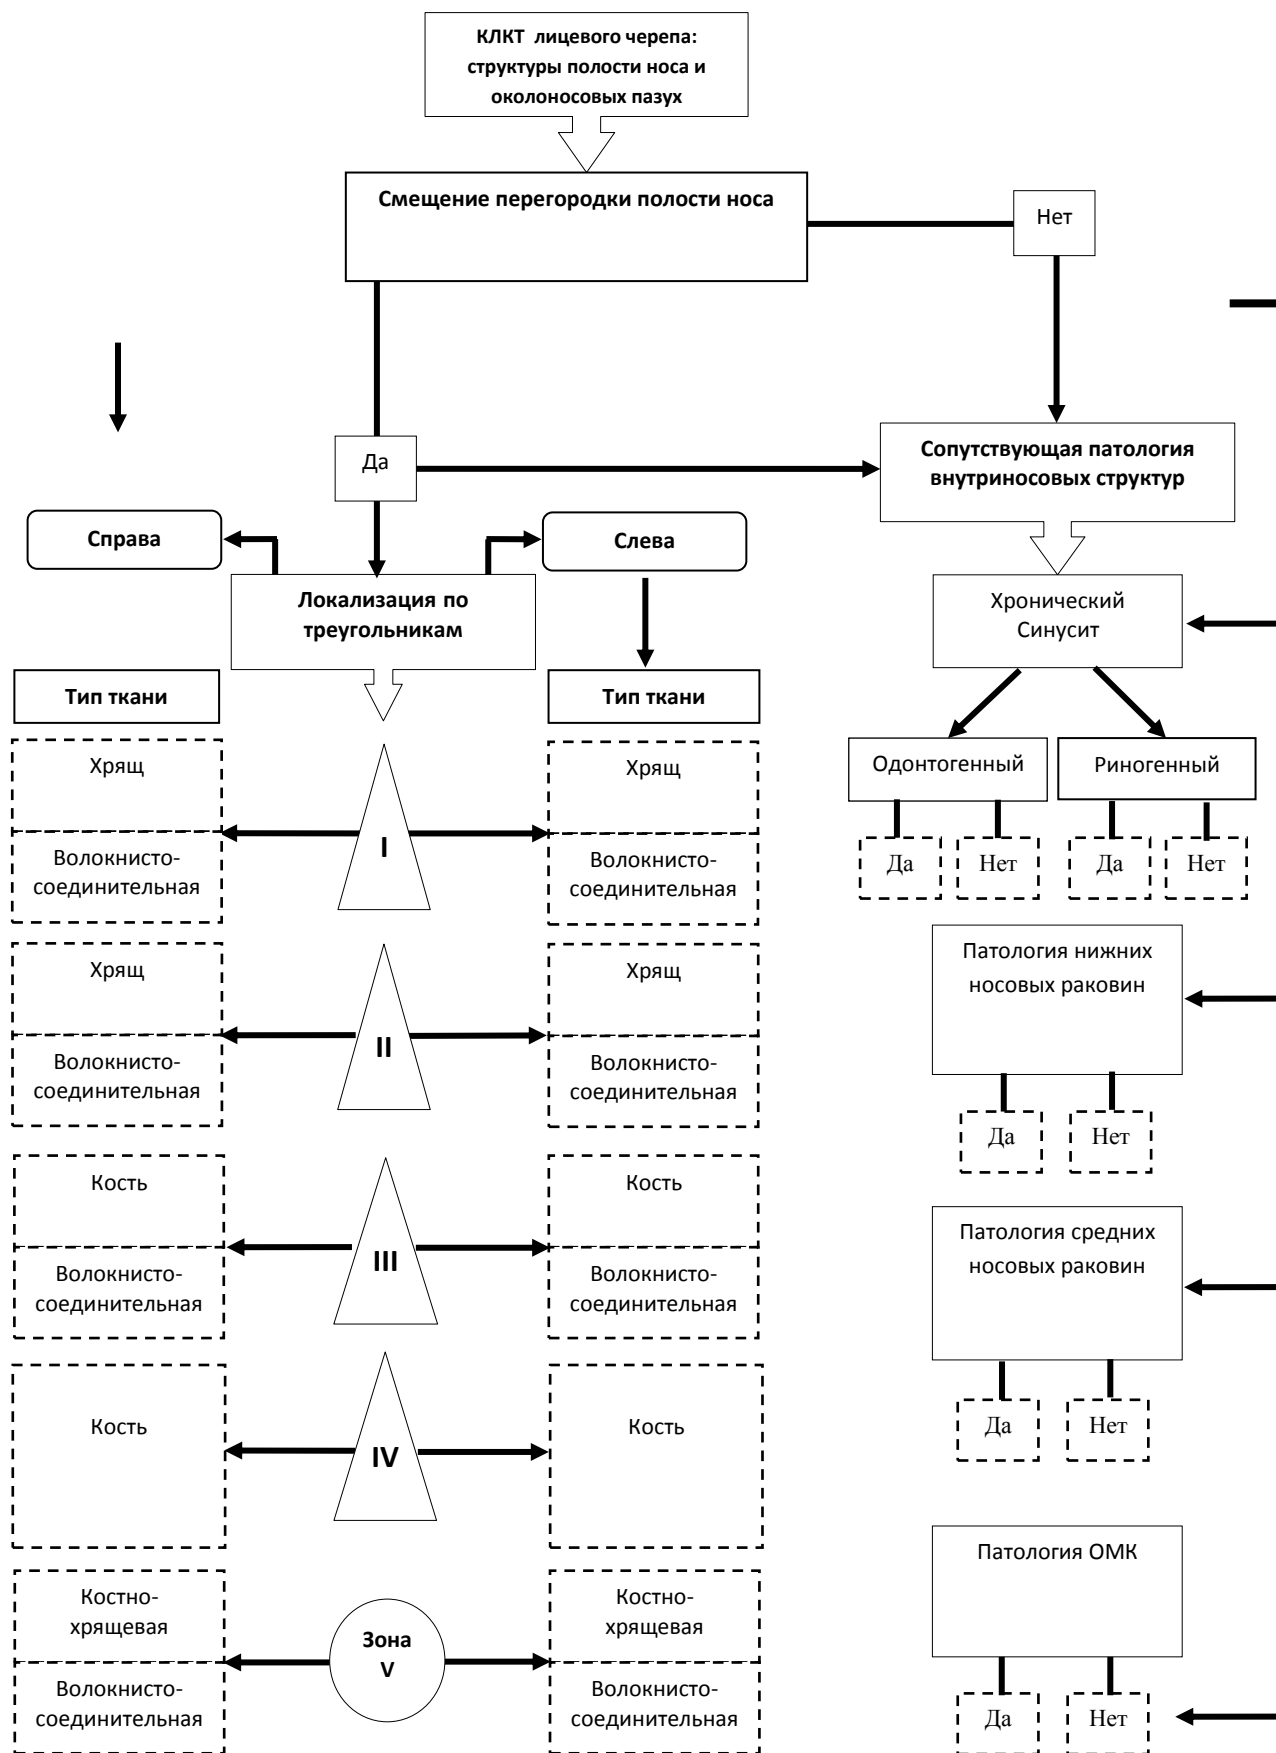 КЛКТ лицевого черепа:
структуры полости носа и
околоносовых пазух
Смещение перегородки полости носа
Нет
Да
Сопутствующая патология
внутриносовых структур
Справа
Слева
Локализация по
треугольникам
Хронический
Синусит
Тип ткани
Тип ткани
Одонтогенный
Риногенный
Да
Нет
Да
Нет
Хрящ
Волокнисто-
соединительная
I
Хрящ
Волокнисто-
соединительная
Хрящ
Волокнисто-
соединительная
II
Хрящ
Волокнисто-
соединительная
Патология нижних
носовых раковин
Да
Нет
Кость
Волокнисто-
соединительная
III
Кость
Волокнисто-
соединительная
Патология средних
носовых раковин
Да
Нет
Кость
IV
Кость
Патология ОМК
Да
Нет
Костно-
хрящевая
Волокнисто-
соединительная
Зона
V
Костно-
хрящевая
Волокнисто-
соединительная